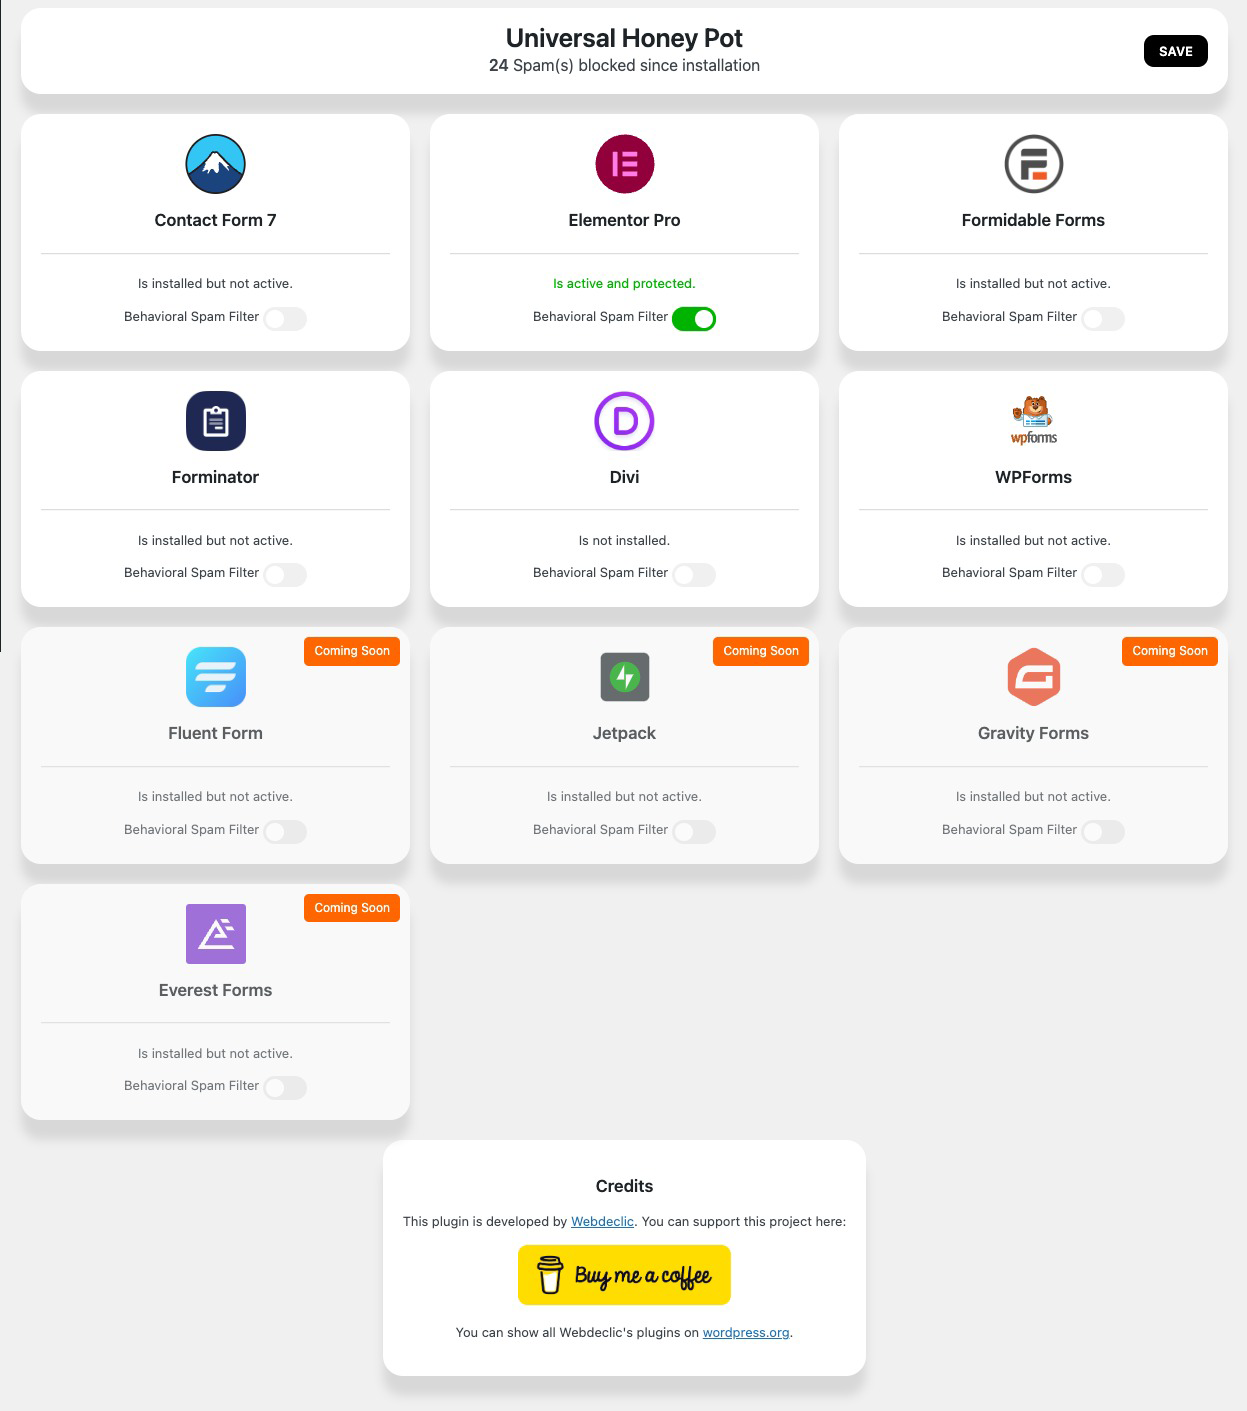 Universal Honey Pot
24 Spam(s) blocked since installation
SAVE
Contact Form 7
Is installed but not active.
Behavioral Spam Filter
Elementor Pro
Is active and protected.
Behavioral Spam Filter
Formidable Forms
Is installed but not active.
Behavioral Spam Filter
Forminator
Is installed but not active.
Behavioral Spam Filter
D
Divi
Is not installed.
Behavioral Spam Filter
wpforms
WPForms
Is installed but not active.
Behavioral Spam Filter
Coming Soon
Fluent Form
Is installed but not active.
Behavioral Spam Filter
Coming Soon
Jetpack
Is installed but not active.
Behavioral Spam Filter
Coming Soon
Gravity Forms
Is installed but not active.
Behavioral Spam Filter
Coming Soon
Everest Forms
Is installed but not active.
Behavioral Spam Filter
Credits
This plugin is developed by Webdeclic. You can support this project here:
Buy me a coffee
You can show all Webdeclic's plugins on wordpress.org.